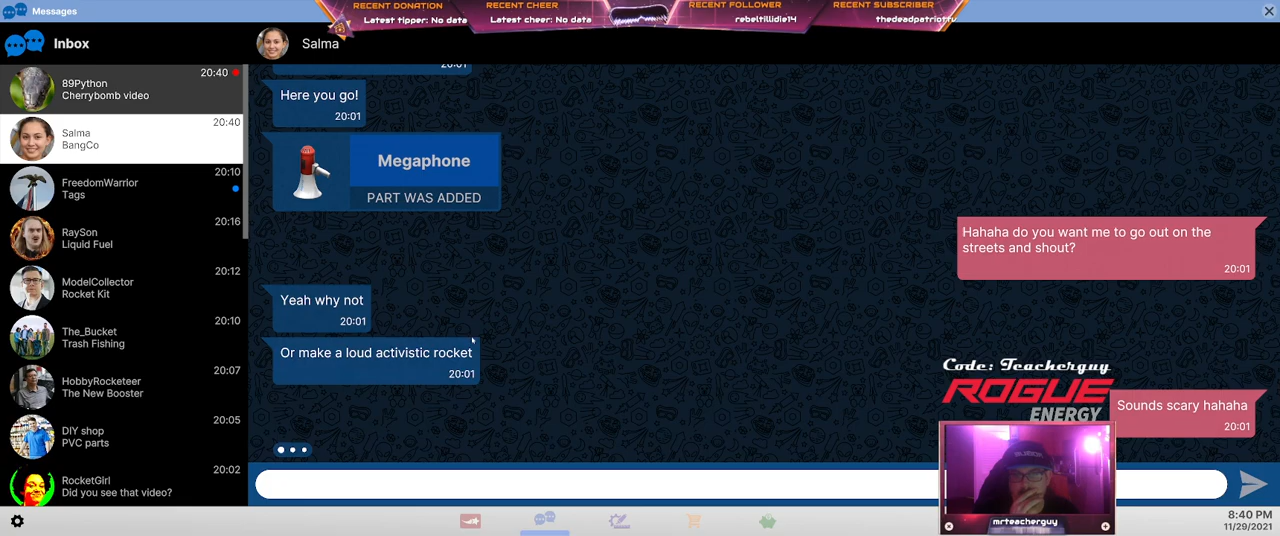 RECENT DONATION
Latest tipper: No data
RECENT CHEER
Latest cheer: No data
RECENT FOLLOWER
rebeltillidie14
RECENT SUBSCRIBER
Messages
Inbox
Salma
89Python
Cherrybomb video
20:40
Salma
BangCo
20:40
FreedomWarrior
Tags
20:10
RaySon
Liquid Fuel
20:16
ModelCollector
Rocket Kit
20:12
The_Bucket
Trash Fishing
20:10
HobbyRocketeer
The New Booster
20:07
DIY shop
PVC parts
20:05
RocketGirl
Did you see that video?
20:02
20:01
Here you go!
20:01
Megaphone
PART WAS ADDED
Hahaha do you want me to go out on the
streets and shout?
20:01
Yeah why not
20:01
Or make a loud activistic rocket
20:01
Code: Teacherguy
ROGUE
ENERGY
Sounds scary hahaha
20:01
mrteacherguy
8:40 PM
11/29/2021